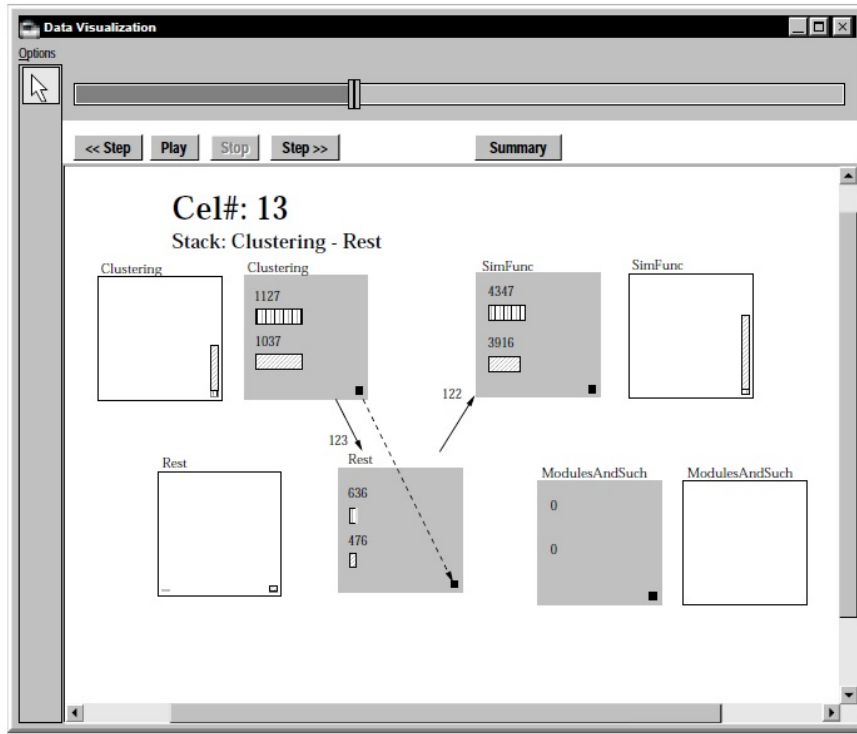 Data Visualization
Options
<< Step Play Stop Step >> Summary
Cel#: 13
Stack: Clustering - Rest
Clustering Clustering SimFunc SimFunc
1127 4347
1037 3916
122
123
Rest Rest ModulesAndSuch ModulesAndSuch
636 0
476 0